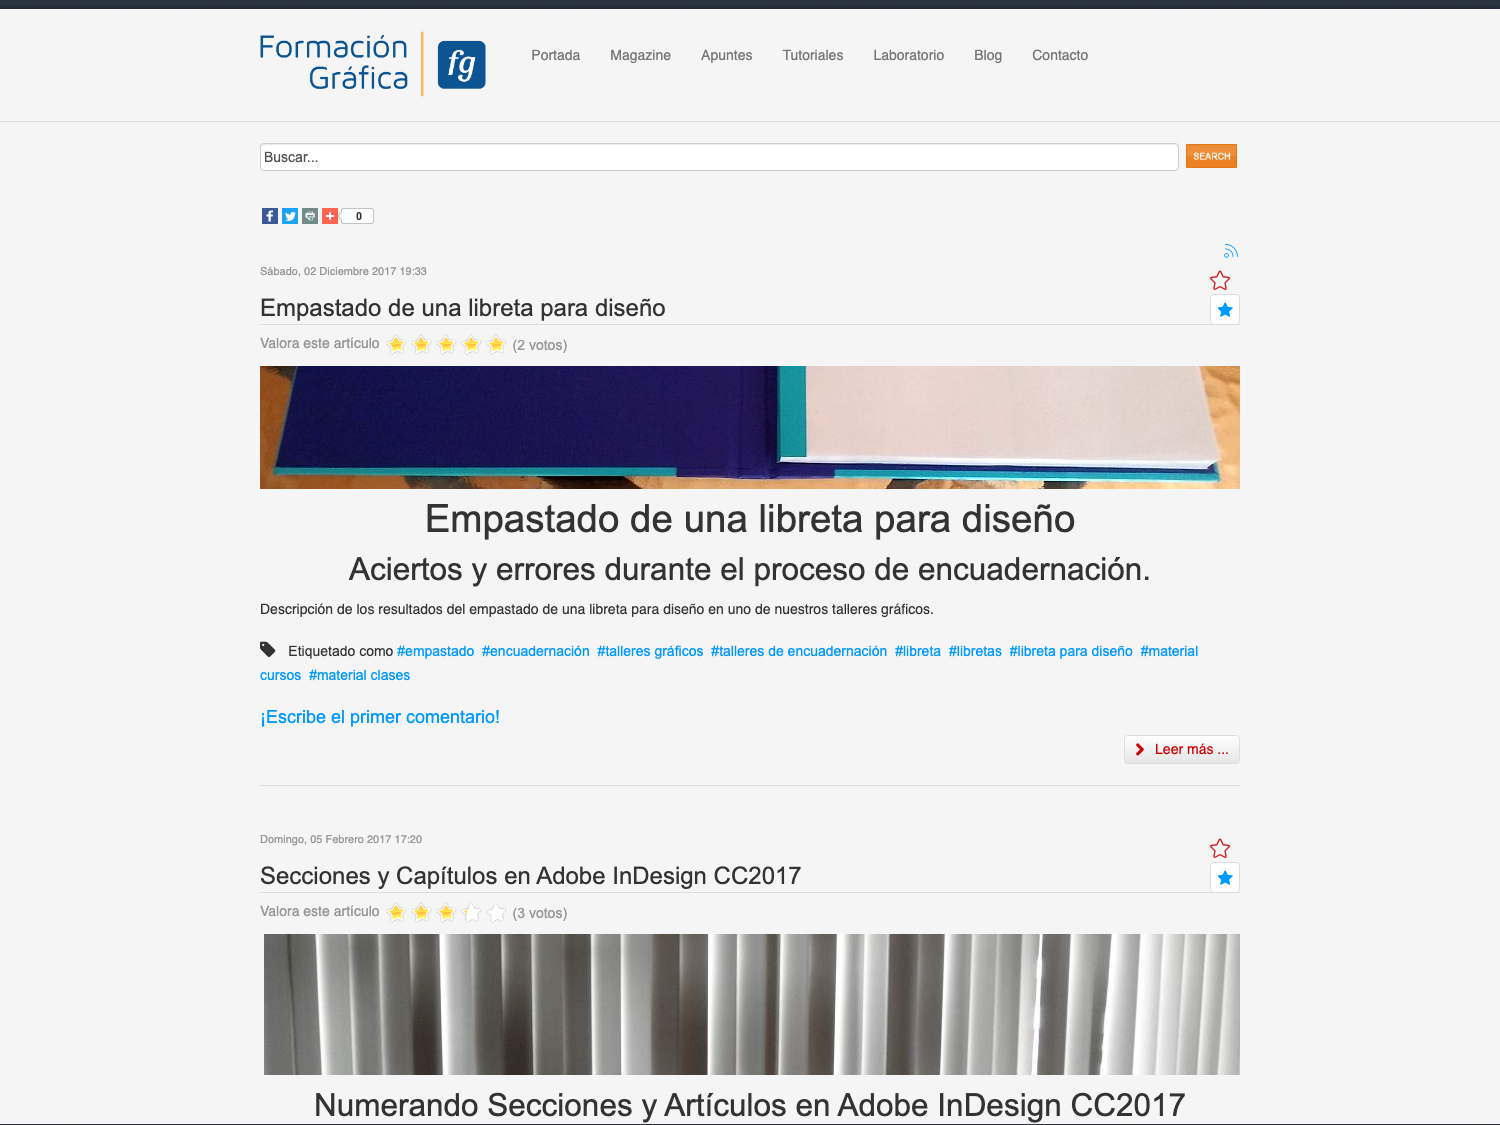 Formación
Gráfica
fg
Portada Magazine Apuntes Tutoriales Laboratorio Blog Contacto
Buscar...
SEARCH
0
Sábado, 02 Diciembre 2017 19:33
Empastado de una libreta para diseño
Valora este artículo (2 votos)
Empastado de una libreta para diseño
Aciertos y errores durante el proceso de encuadernación.
Descripción de los resultados del empastado de una libreta para diseño en uno de nuestros talleres gráficos.
Etiquetado como #empastado #encuadernación #talleres gráficos #talleres de encuadernación #libreta #libretas #libreta para diseño #material
cursos #material clases
¡Escribe el primer comentario!
Leer más ...
Domingo, 05 Febrero 2017 17:20
Secciones y Capítulos en Adobe InDesign CC2017
Valora este artículo (3 votos)
Numerando Secciones y Artículos en Adobe InDesign CC2017